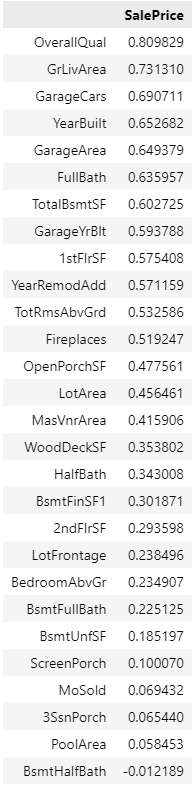 SalePrice
OverallQual 0.809829
GrLivArea 0.731310
GarageCars 0.690711
YearBuilt 0.652682
GarageArea 0.649379
FullBath 0.635957
TotalBsmtSF 0.602725
GarageYrBlt 0.593788
1stFlrSF 0.575408
YearRemodAdd 0.571159
TotRmsAbvGrd 0.532586
Fireplaces 0.519247
OpenPorchSF 0.477561
LotArea 0.456461
MasVnrArea 0.415906
WoodDeckSF 0.353802
HalfBath 0.343008
BsmtFinSF1 0.301871
2ndFlrSF 0.293598
LotFrontage 0.238496
BedroomAbvGr 0.234907
BsmtFullBath 0.225125
BsmtUnfSF 0.185197
ScreenPorch 0.100070
MoSold 0.069432
3SsnPorch 0.065440
PoolArea 0.058453
BsmtHalfBath -0.012189